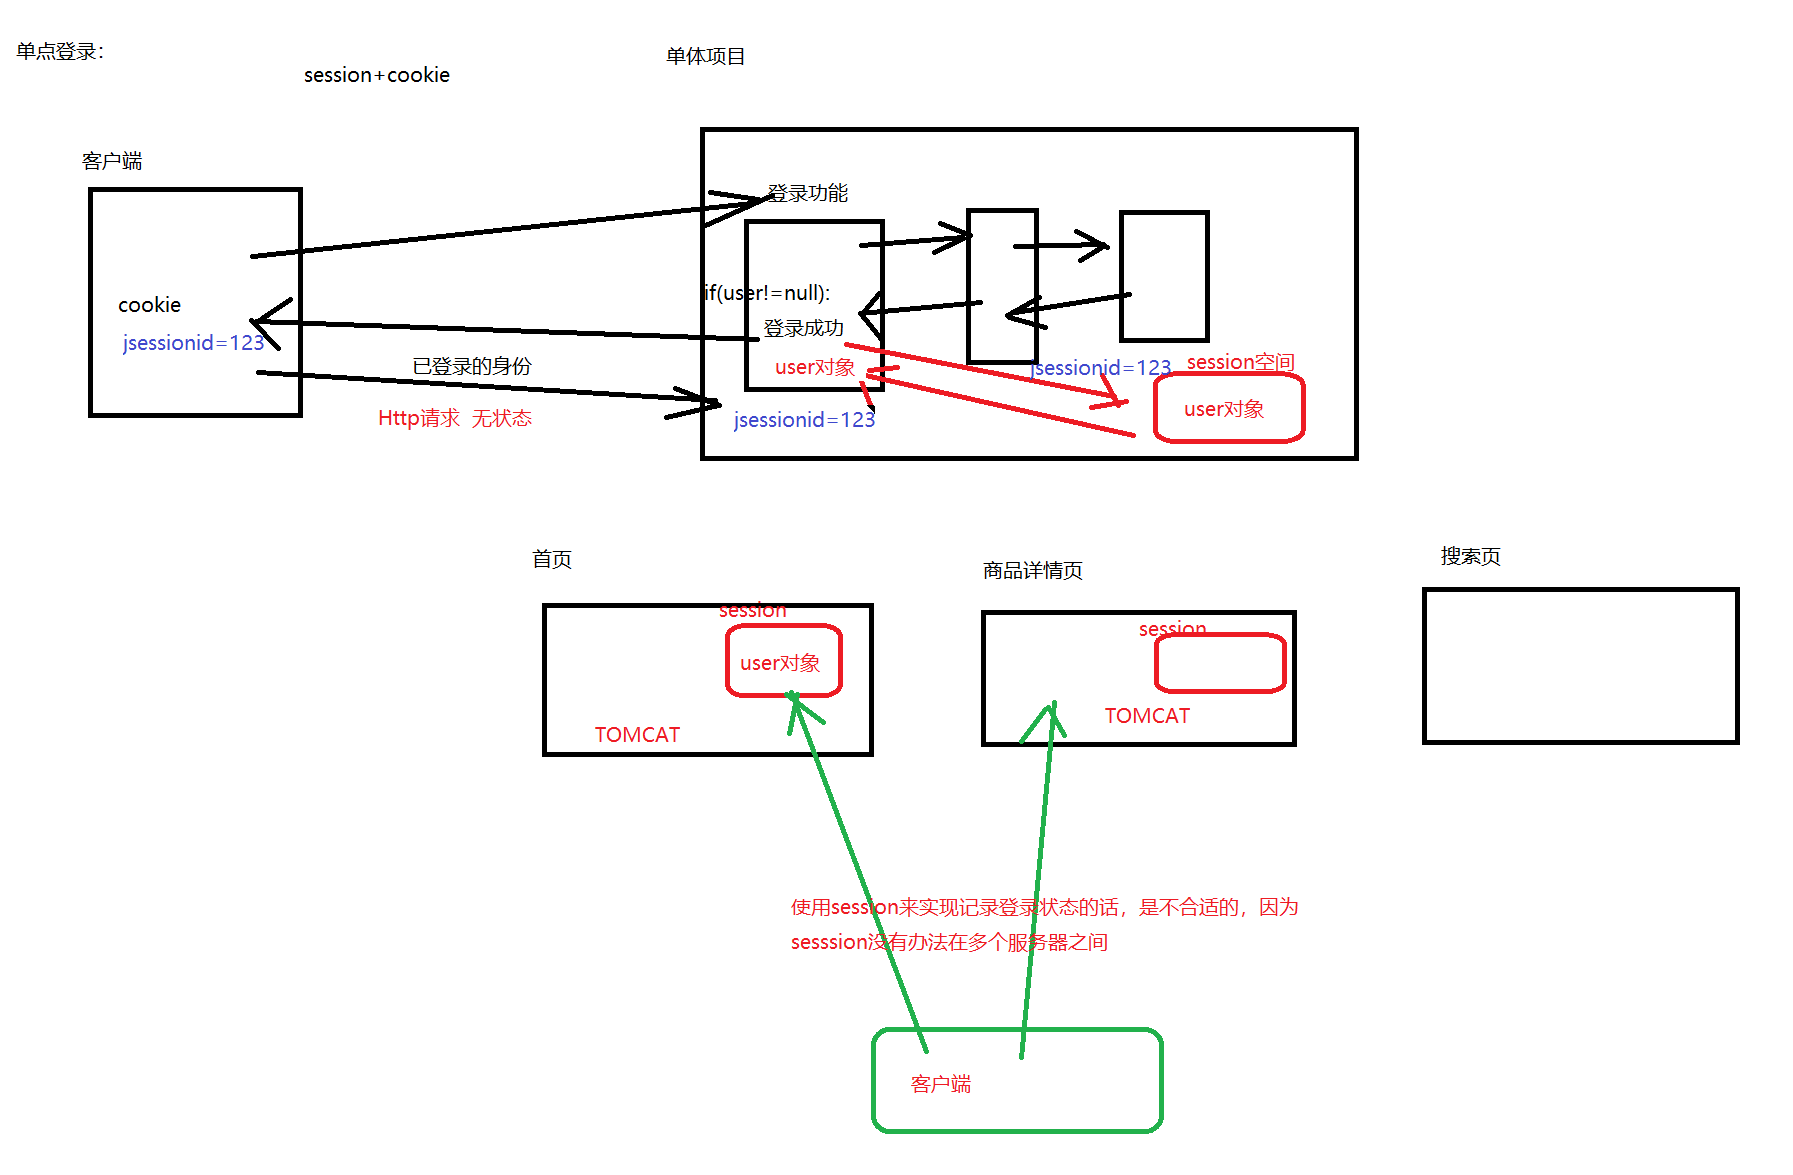 单点登录：
session+cookie
单体项目
客户端
登录功能
cookie
if(user!=null):
登录成功
jsessionid=123
已登录的身份
user对象
jsessionid=123
session空间
user对象
Http请求 无状态
jsessionid=123
首页
商品详情页
搜索页
session
user对象
TOMCAT
session
TOMCAT
使用session来实现记录登录状态的话，是不合适的，因为
sesssion没有办法在多个服务器之间
客户端